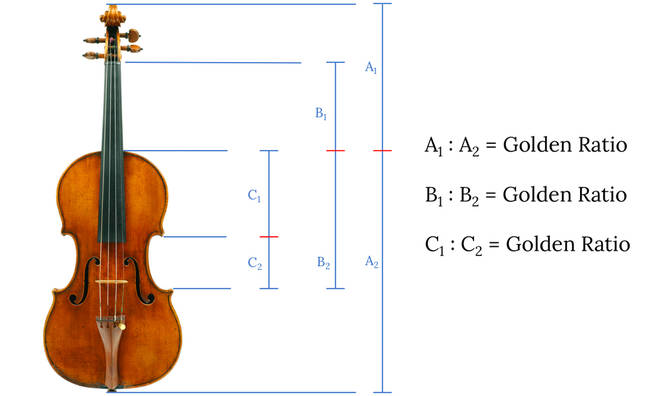 A₁
B₁
C₁
C₂
B₂
A₂
A₁ : A₂ = Golden Ratio
B₁ : B₂ = Golden Ratio
C₁ : C₂ = Golden Ratio